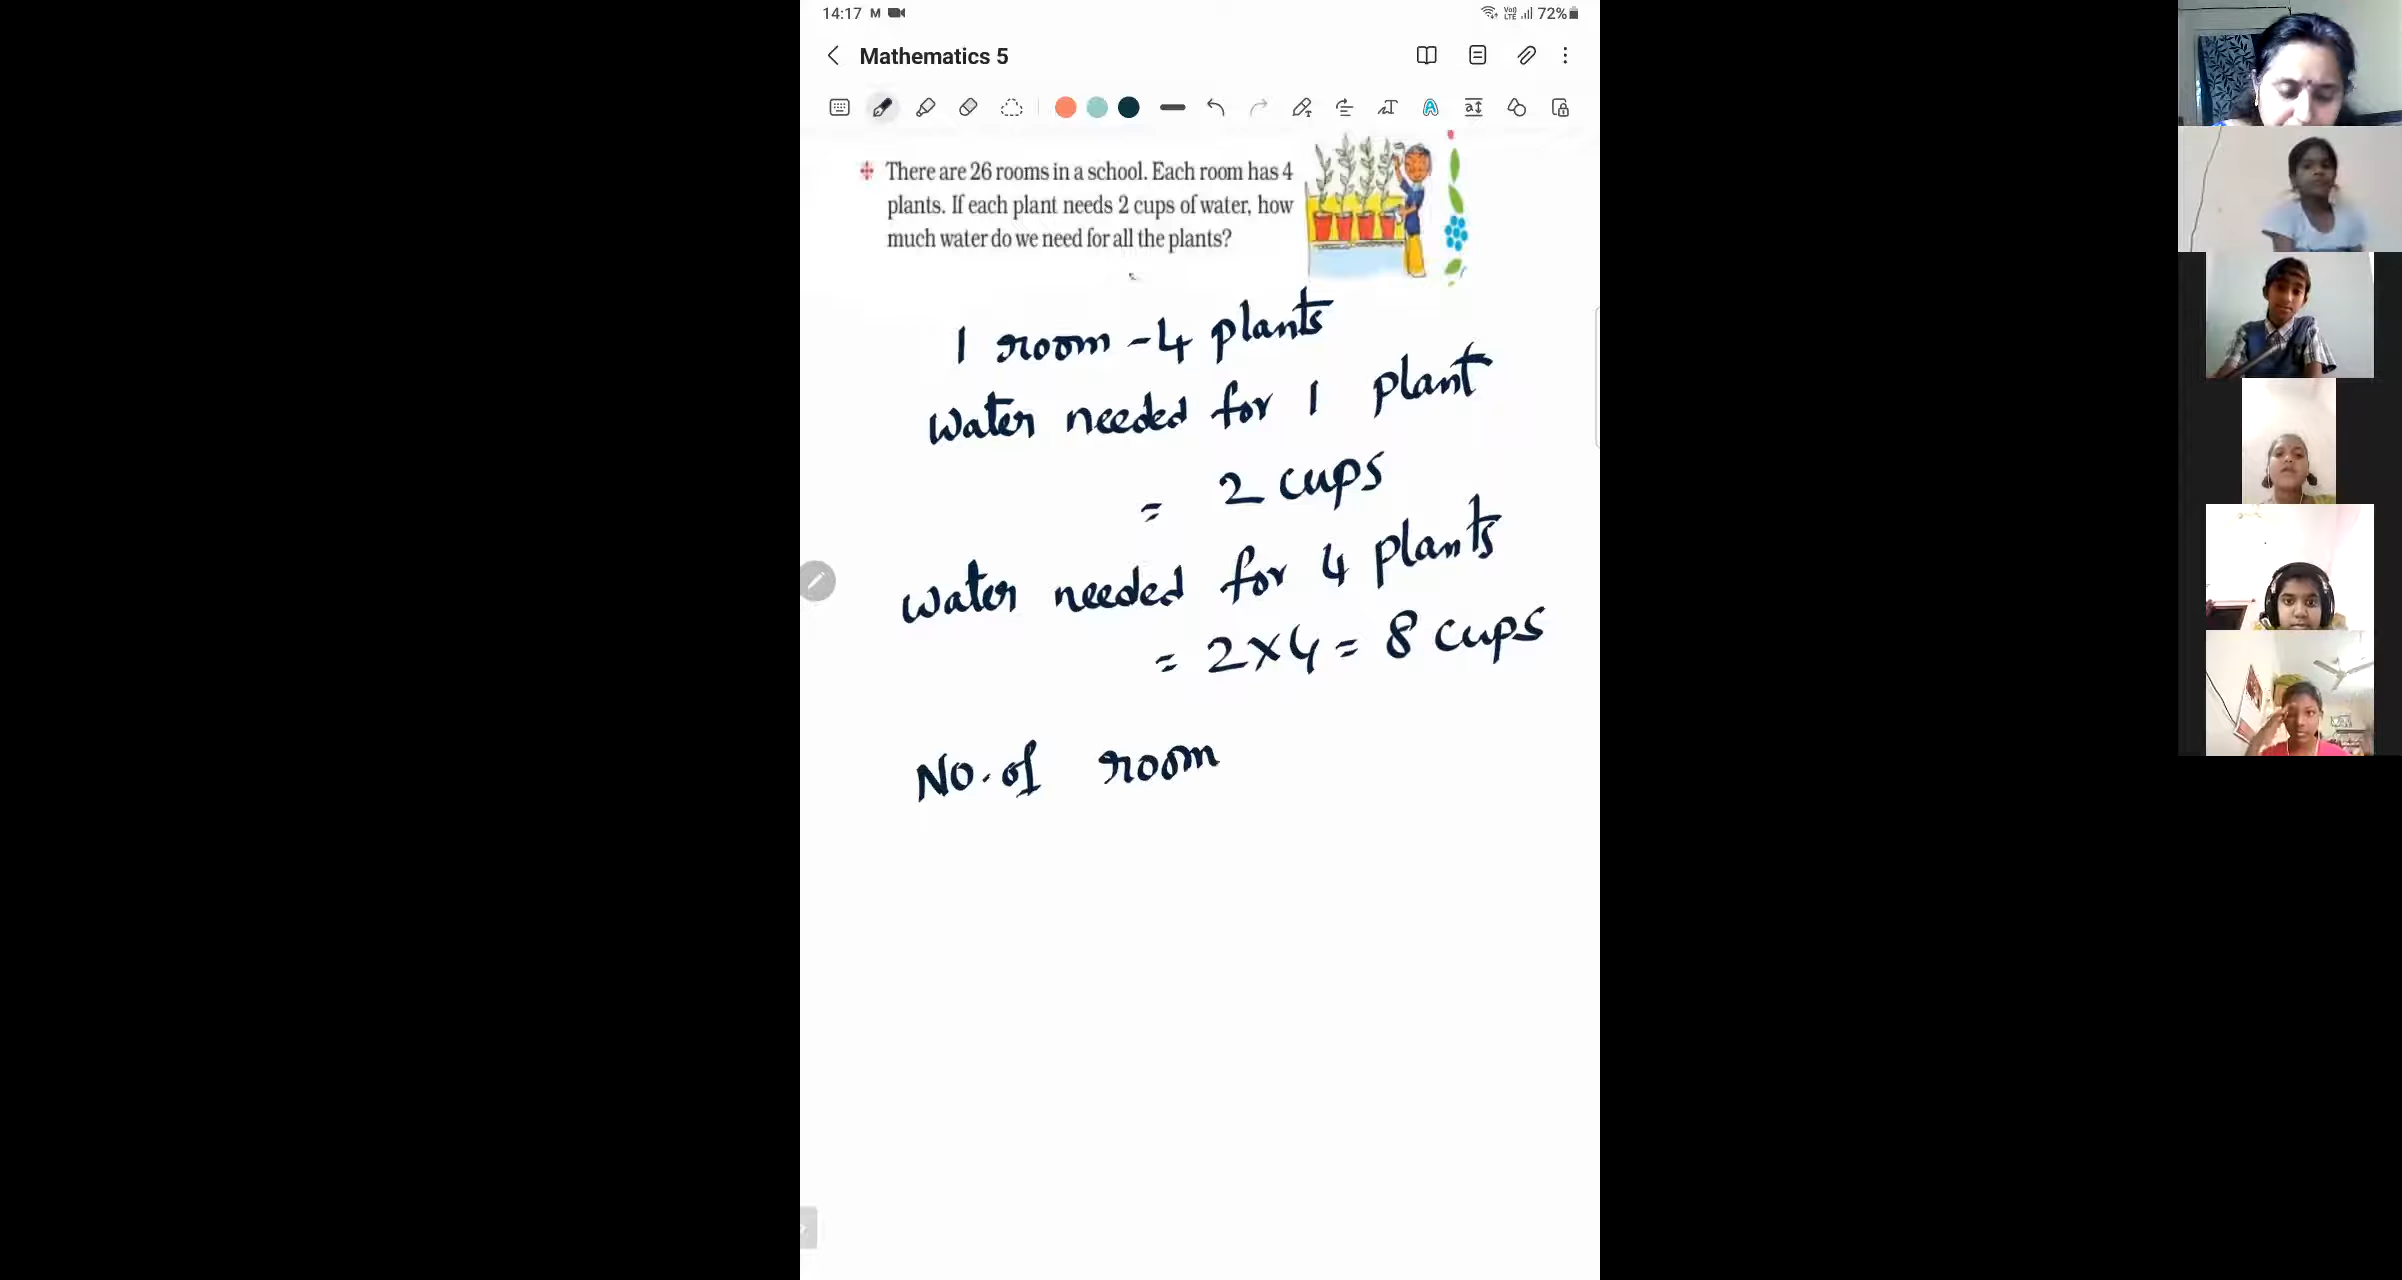 14:17 M
72%
Mathematics 5
There are 26 rooms in a school. Each room has 4
plants. If each plant needs 2 cups of water, how
much water do we need for all the plants?
1 room - 4 plants
Water needed for 1 plant
= 2 cups
water needed for 4 plants
= 2×4 = 8 cups
No. of room